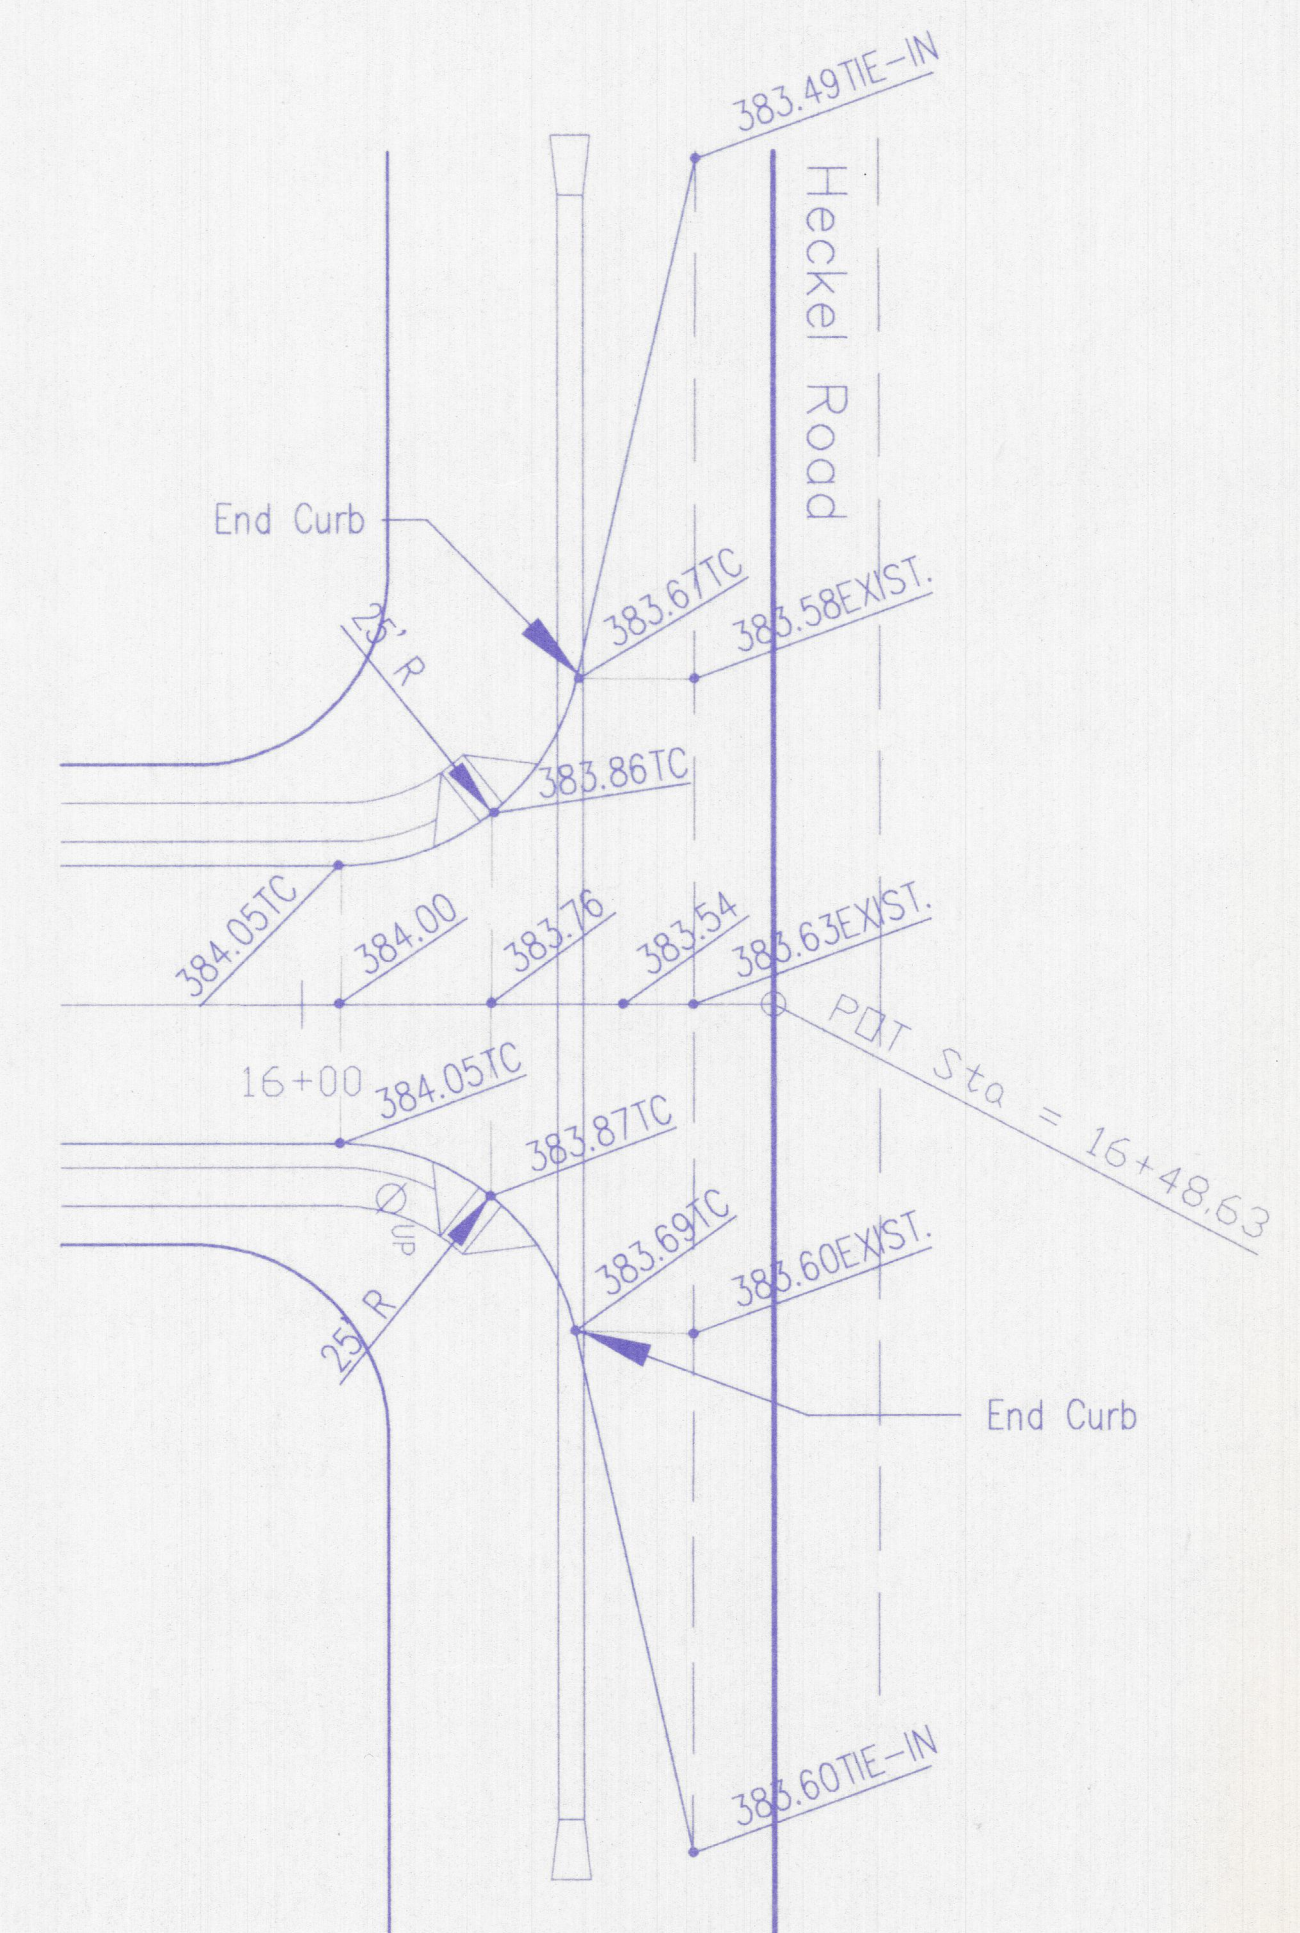 383.49TIE-IN
Heckel Road
End Curb
383.67TC
383.58EXIST.
25' R
383.86TC
384.05TC
384.00
383.76
383.54
383.63EXIST.
POT Sta = 16+48.63
16+00
384.05TC
383.87TC
UP
383.69TC
383.60EXIST.
25' R
End Curb
383.60TIE-IN